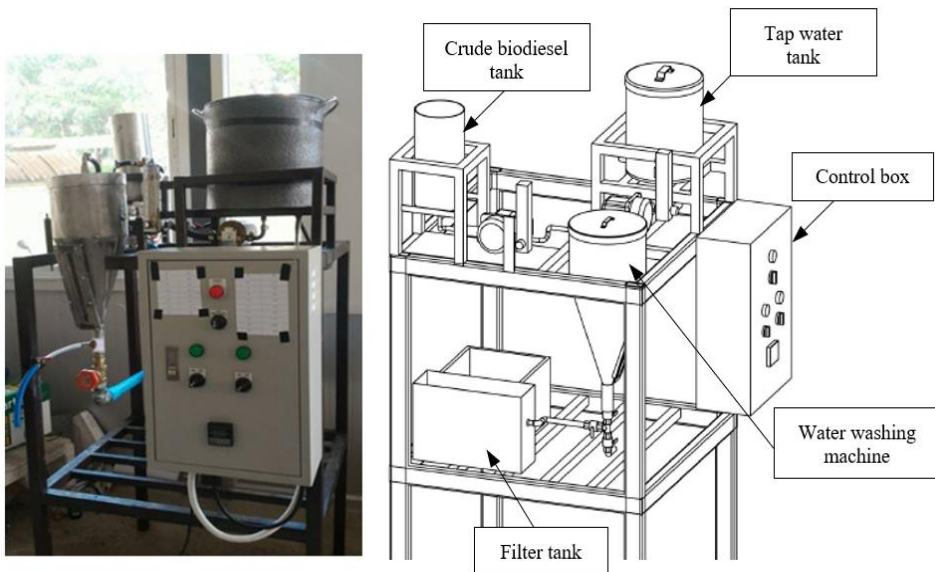 Crude biodiesel
tank
Tap water
tank
Control box
Water washing
machine
Filter tank